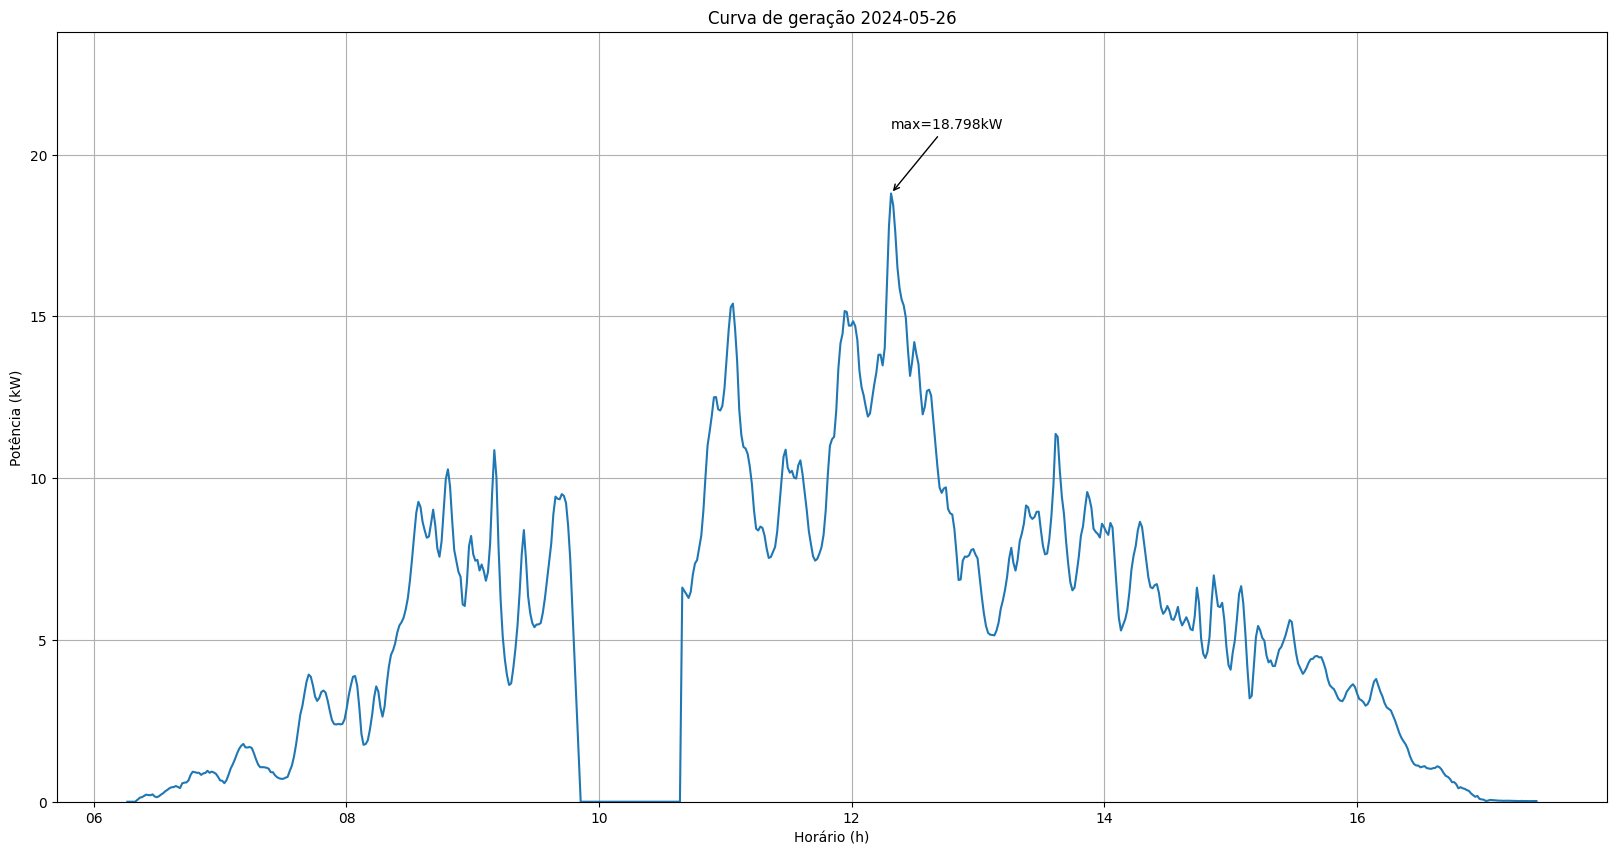 Curva de geração 2024-05-26
max=18.798kW
Potência (kW)
20
15
10
5
0
06 08 10 12 14 16
Horário (h)